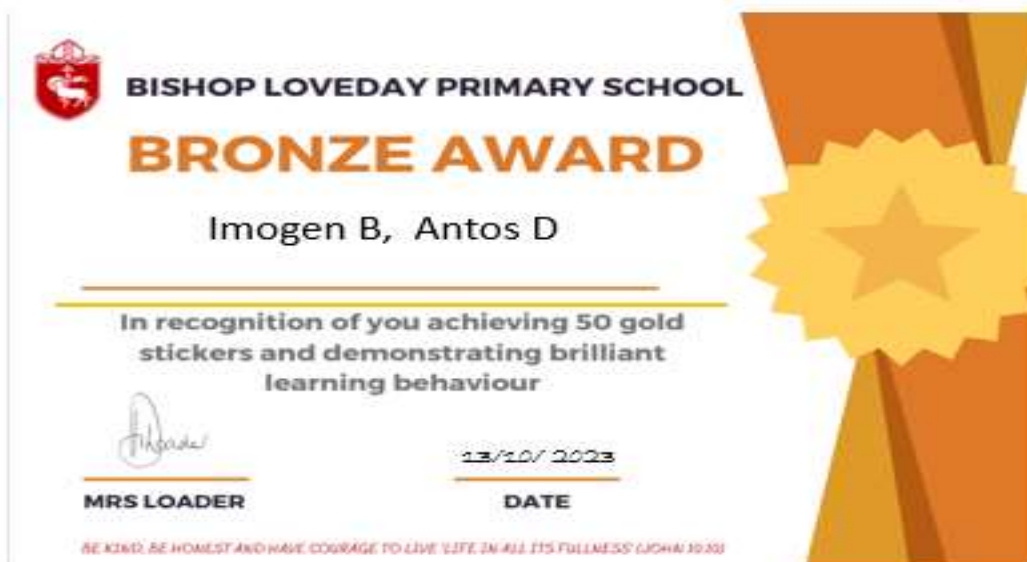 BISHOP LOVEDAY PRIMARY SCHOOL
BRONZE AWARD
Imogen B, Antos D
In recognition of you achieving 50 gold
stickers and demonstrating brilliant
learning behaviour
13/10/ 2023
MRS LOADER DATE
BE KIND, BE HONEST AND HAVE COURAGE TO LIVE 'LIFE IN ALL ITS FULLNESS' (JOHN 10:10)